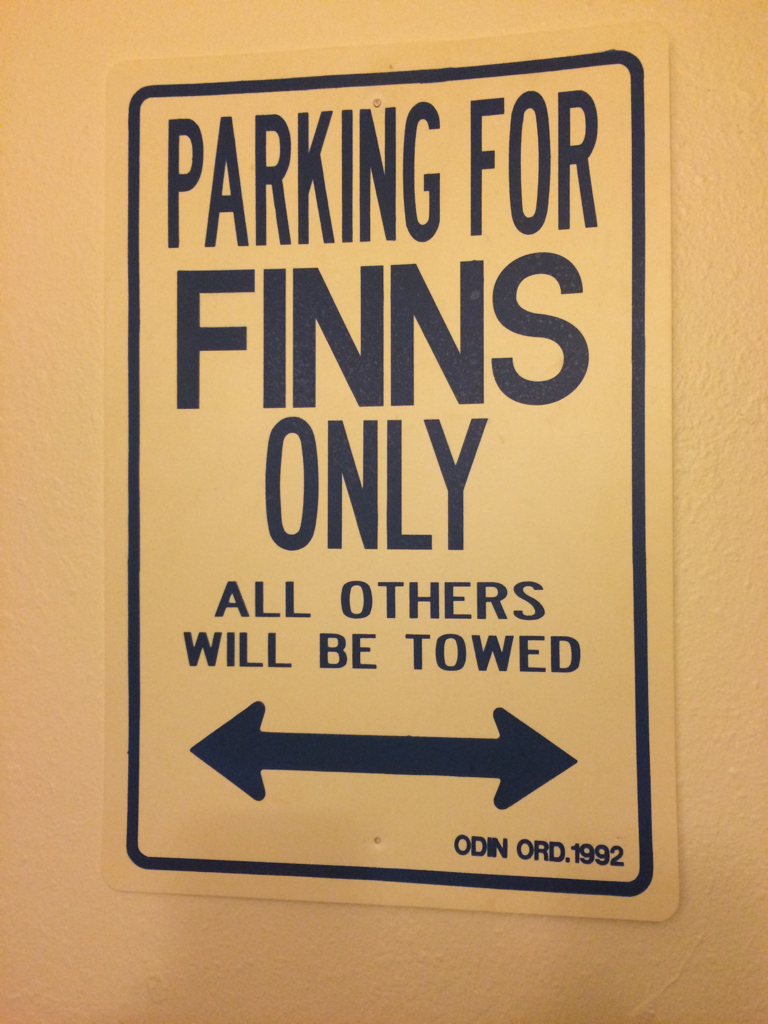 PARKING FOR
FINNS
ONLY
ALL OTHERS
WILL BE TOWED
ODIN ORD.1992